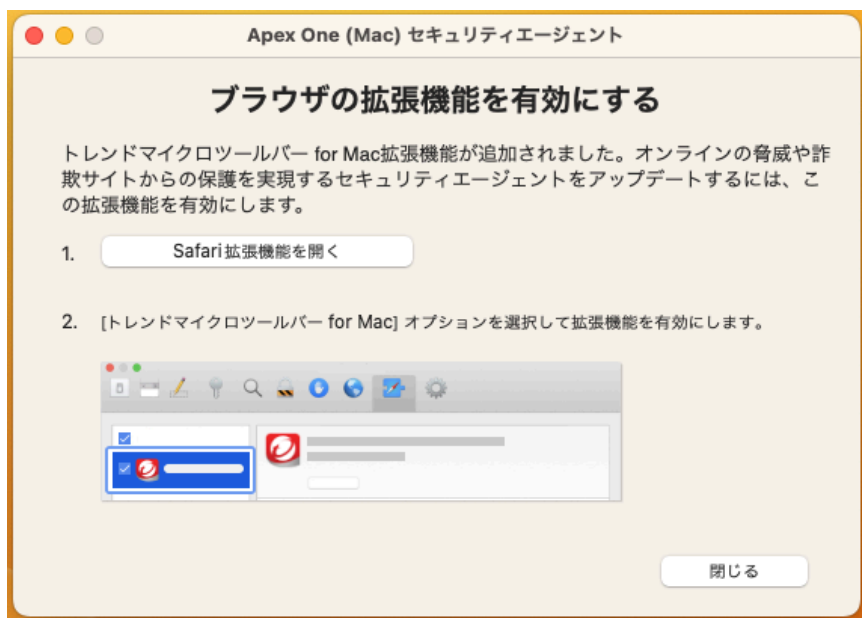 Apex One (Mac) セキュリティエージェント
ブラウザの拡張機能を有効にする
トレンドマイクロツールバー for Mac拡張機能が追加されました。オンラインの脅威や詐
欺サイトからの保護を実現するセキュリティエージェントをアップデートするには、こ
の拡張機能を有効にします。
1. Safari拡張機能を開く
2. [トレンドマイクロツールバー for Mac] オプションを選択して拡張機能を有効にします。
閉じる